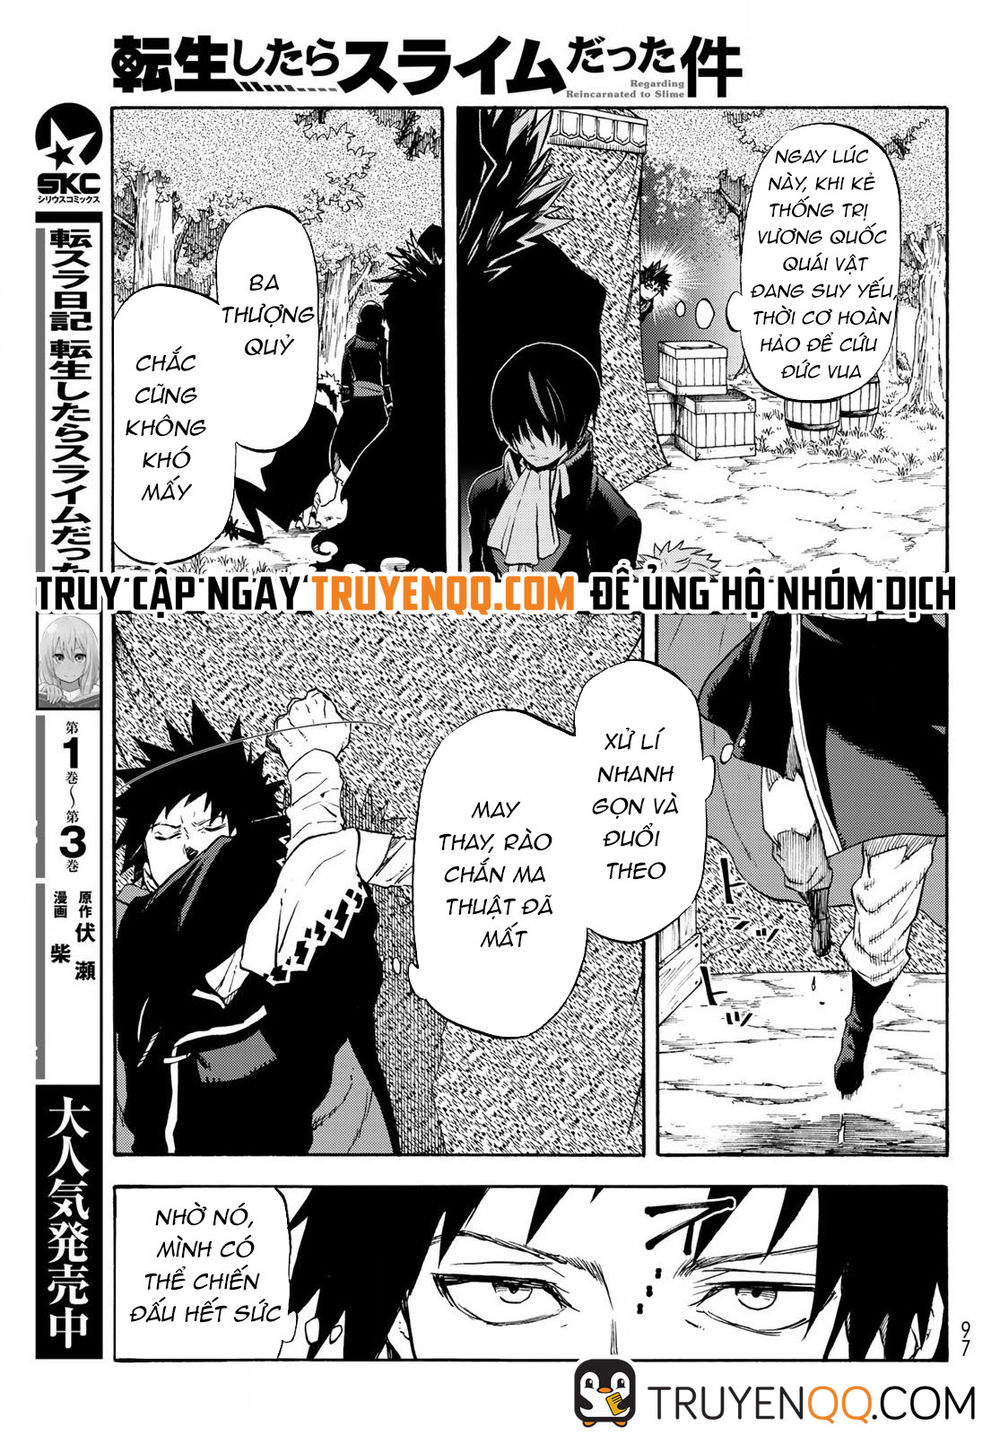 転生したらスライムだった件
Regarding
Reincarnated to Slime
SKC
シリウスコミックス
転スラ日記 転生したらスライムだった
第1巻〜第3巻
原作 伏瀬
漫画 柴
大人気発売中
NGAY LÚC
NÀY, KHI KẺ
THỐNG TRỊ
VƯƠNG QUỐC
QUÁI VẬT
ĐANG SUY YẾU,
THỜI CƠ HOÀN
HẢO ĐỂ CỨU
ĐỨC VUA
BA
THƯỢNG
QUỶ
CHẮC
CŨNG
KHÔNG
KHÓ
MẤY
TRUY CẬP NGAY TRUYENQQ.COM ĐỂ ỦNG HỘ NHÓM DỊCH
XỬ LÍ
NHANH
GỌN VÀ
ĐUỔI
THEO
MAY
THAY, RÀO
CHẮN MA
THUẬT ĐÃ
MẤT
NHỜ NÓ,
MÌNH CÓ
THỂ CHIẾN
ĐẤU HẾT SỨC
97
TRUYENQQ.COM